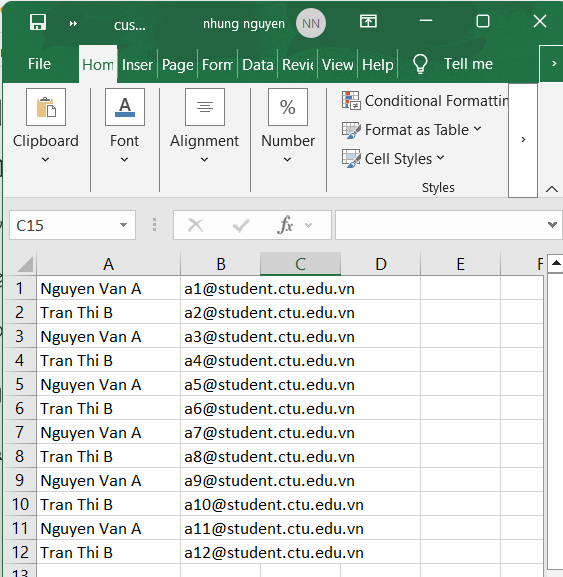 cus...
nhung nguyen
NN
File
Hom
Inser
Page
Form
Data
Revie
View
Help
Tell me
Clipboard
A
Font
Alignment
%
Number
Conditional Formattin
Format as Table
Cell Styles
Styles
C15
fx
A B C D E F
1 Nguyen Van A a1@student.ctu.edu.vn
2 Tran Thi B a2@student.ctu.edu.vn
3 Nguyen Van A a3@student.ctu.edu.vn
4 Tran Thi B a4@student.ctu.edu.vn
5 Nguyen Van A a5@student.ctu.edu.vn
6 Tran Thi B a6@student.ctu.edu.vn
7 Nguyen Van A a7@student.ctu.edu.vn
8 Tran Thi B a8@student.ctu.edu.vn
9 Nguyen Van A a9@student.ctu.edu.vn
10 Tran Thi B a10@student.ctu.edu.vn
11 Nguyen Van A a11@student.ctu.edu.vn
12 Tran Thi B a12@student.ctu.edu.vn
13